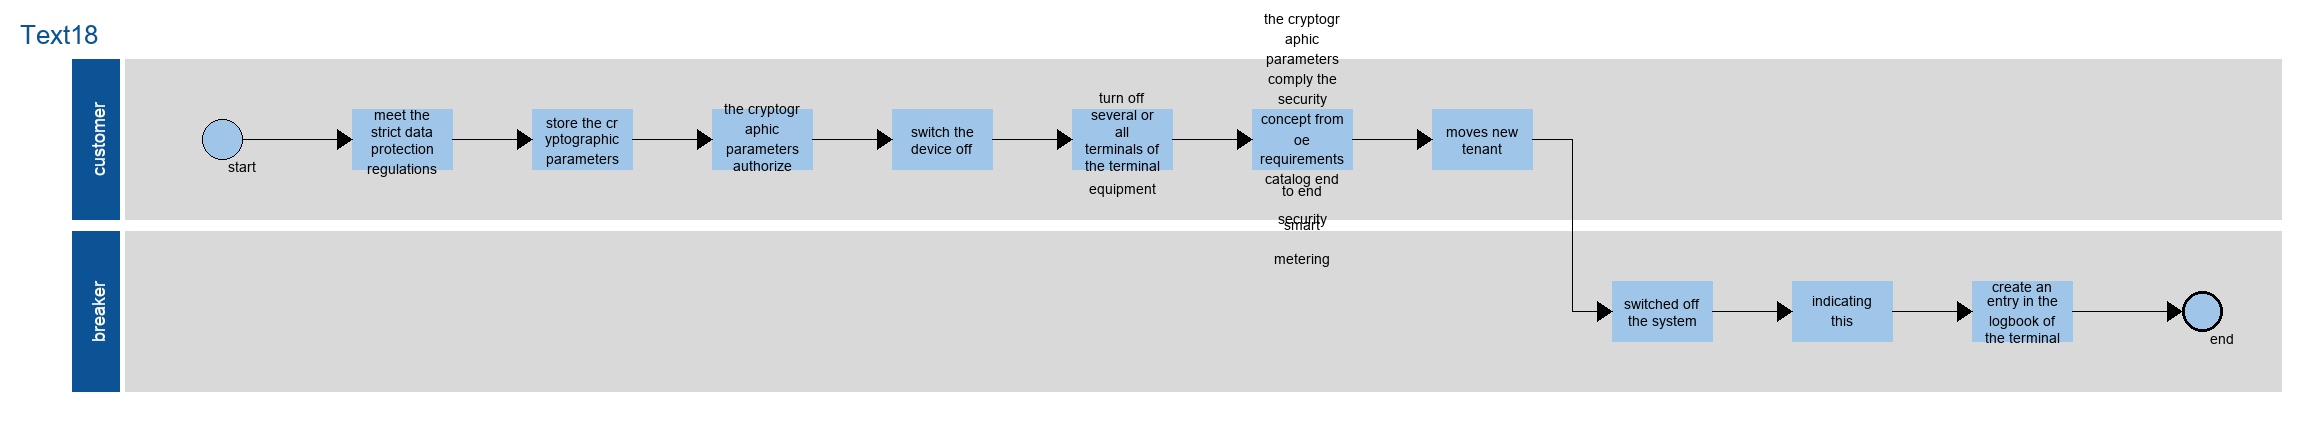 Text18
customer
start
meet the
strict data
protection
regulations
store the cr
yptographic
parameters
the cryptogr
aphic
parameters
authorize
switch the
device off
turn off
several or
all
terminals of
the terminal
equipment
the cryptogr
aphic
parameters
comply the
security
concept from
oe
requirements
catalog end
to end
security
smart
metering
moves new
tenant
breaker
switched off
the system
indicating
this
create an
entry in the
logbook of
the terminal
end